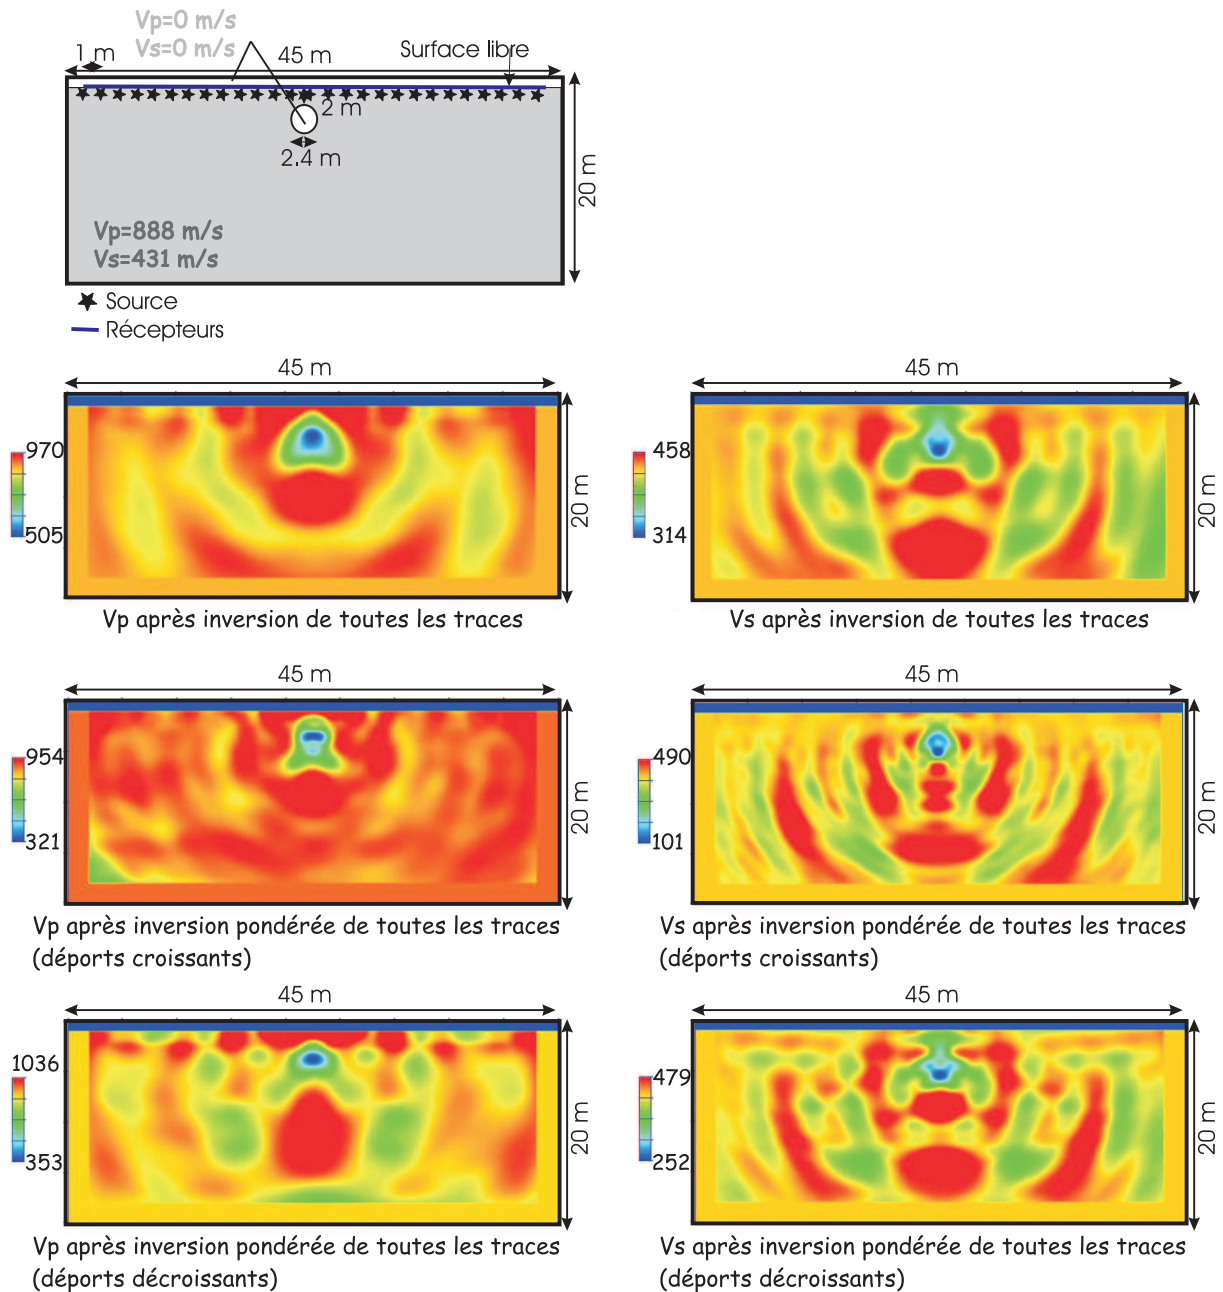 Vp=0 m/s
Vs=0 m/s
1 m
45 m
Surface libre
2 m
2.4 m
20 m
Vp=888 m/s
Vs=431 m/s
Source
Récepteurs
45 m
45 m
970
505
20 m
458
314
20 m
Vp après inversion de toutes les traces
Vs après inversion de toutes les traces
45 m
45 m
954
321
20 m
490
101
20 m
Vp après inversion pondérée de toutes les traces
(déports croissants)
Vs après inversion pondérée de toutes les traces
(déports croissants)
45 m
45 m
1036
353
20 m
479
252
20 m
Vp après inversion pondérée de toutes les traces
(déports décroissants)
Vs après inversion pondérée de toutes les traces
(déports décroissants)